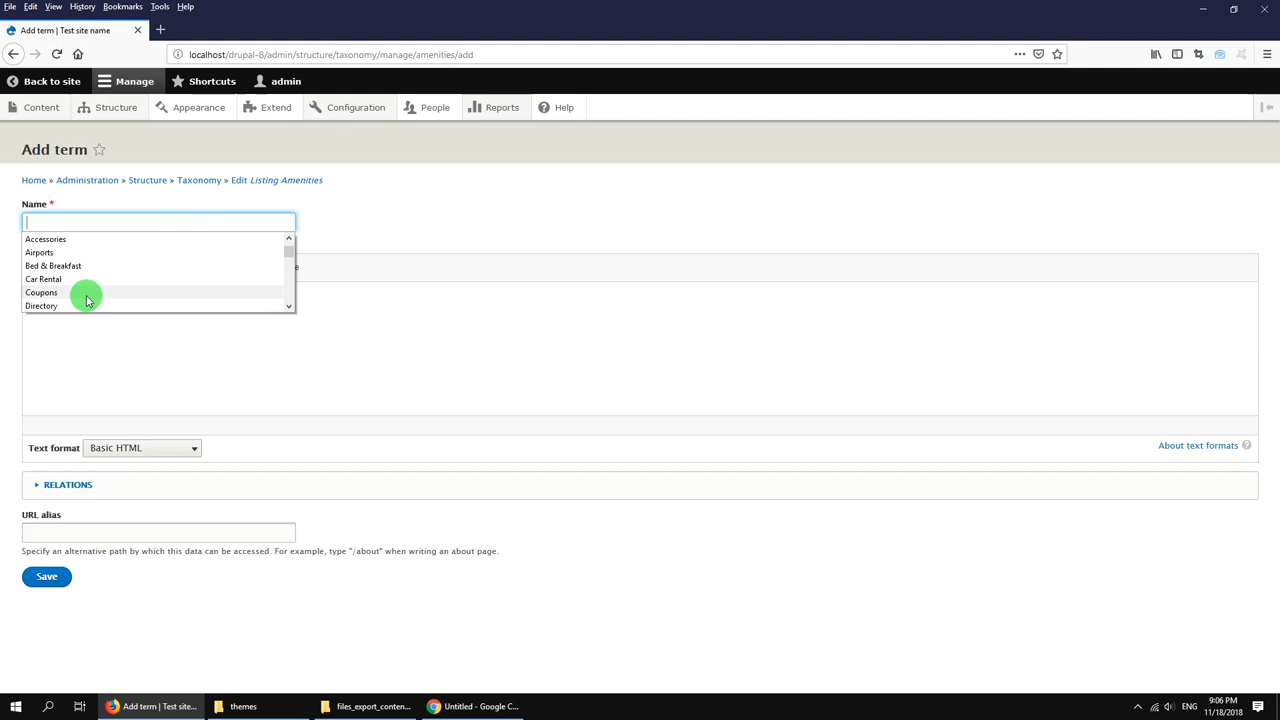 File Edit View History Bookmarks Tools Help
Add term | Test site name
localhost/drupal-8/admin/structure/taxonomy/manage/amenities/add
Back to site Manage Shortcuts admin
Content Structure Appearance Extend Configuration People Reports Help
Add term
Home » Administration » Structure » Taxonomy » Edit Listing Amenities
Name *
Accessories
Airports
Bed & Breakfast
Car Rental
Coupons
Directory
Text format Basic HTML
About text formats
RELATIONS
URL alias
Specify an alternative path by which this data can be accessed. For example, type "/about" when writing an about page.
Save
Add term | Test site... themes files_export_conten... Untitled - Google C...
ENG
9:06 PM
11/18/2018